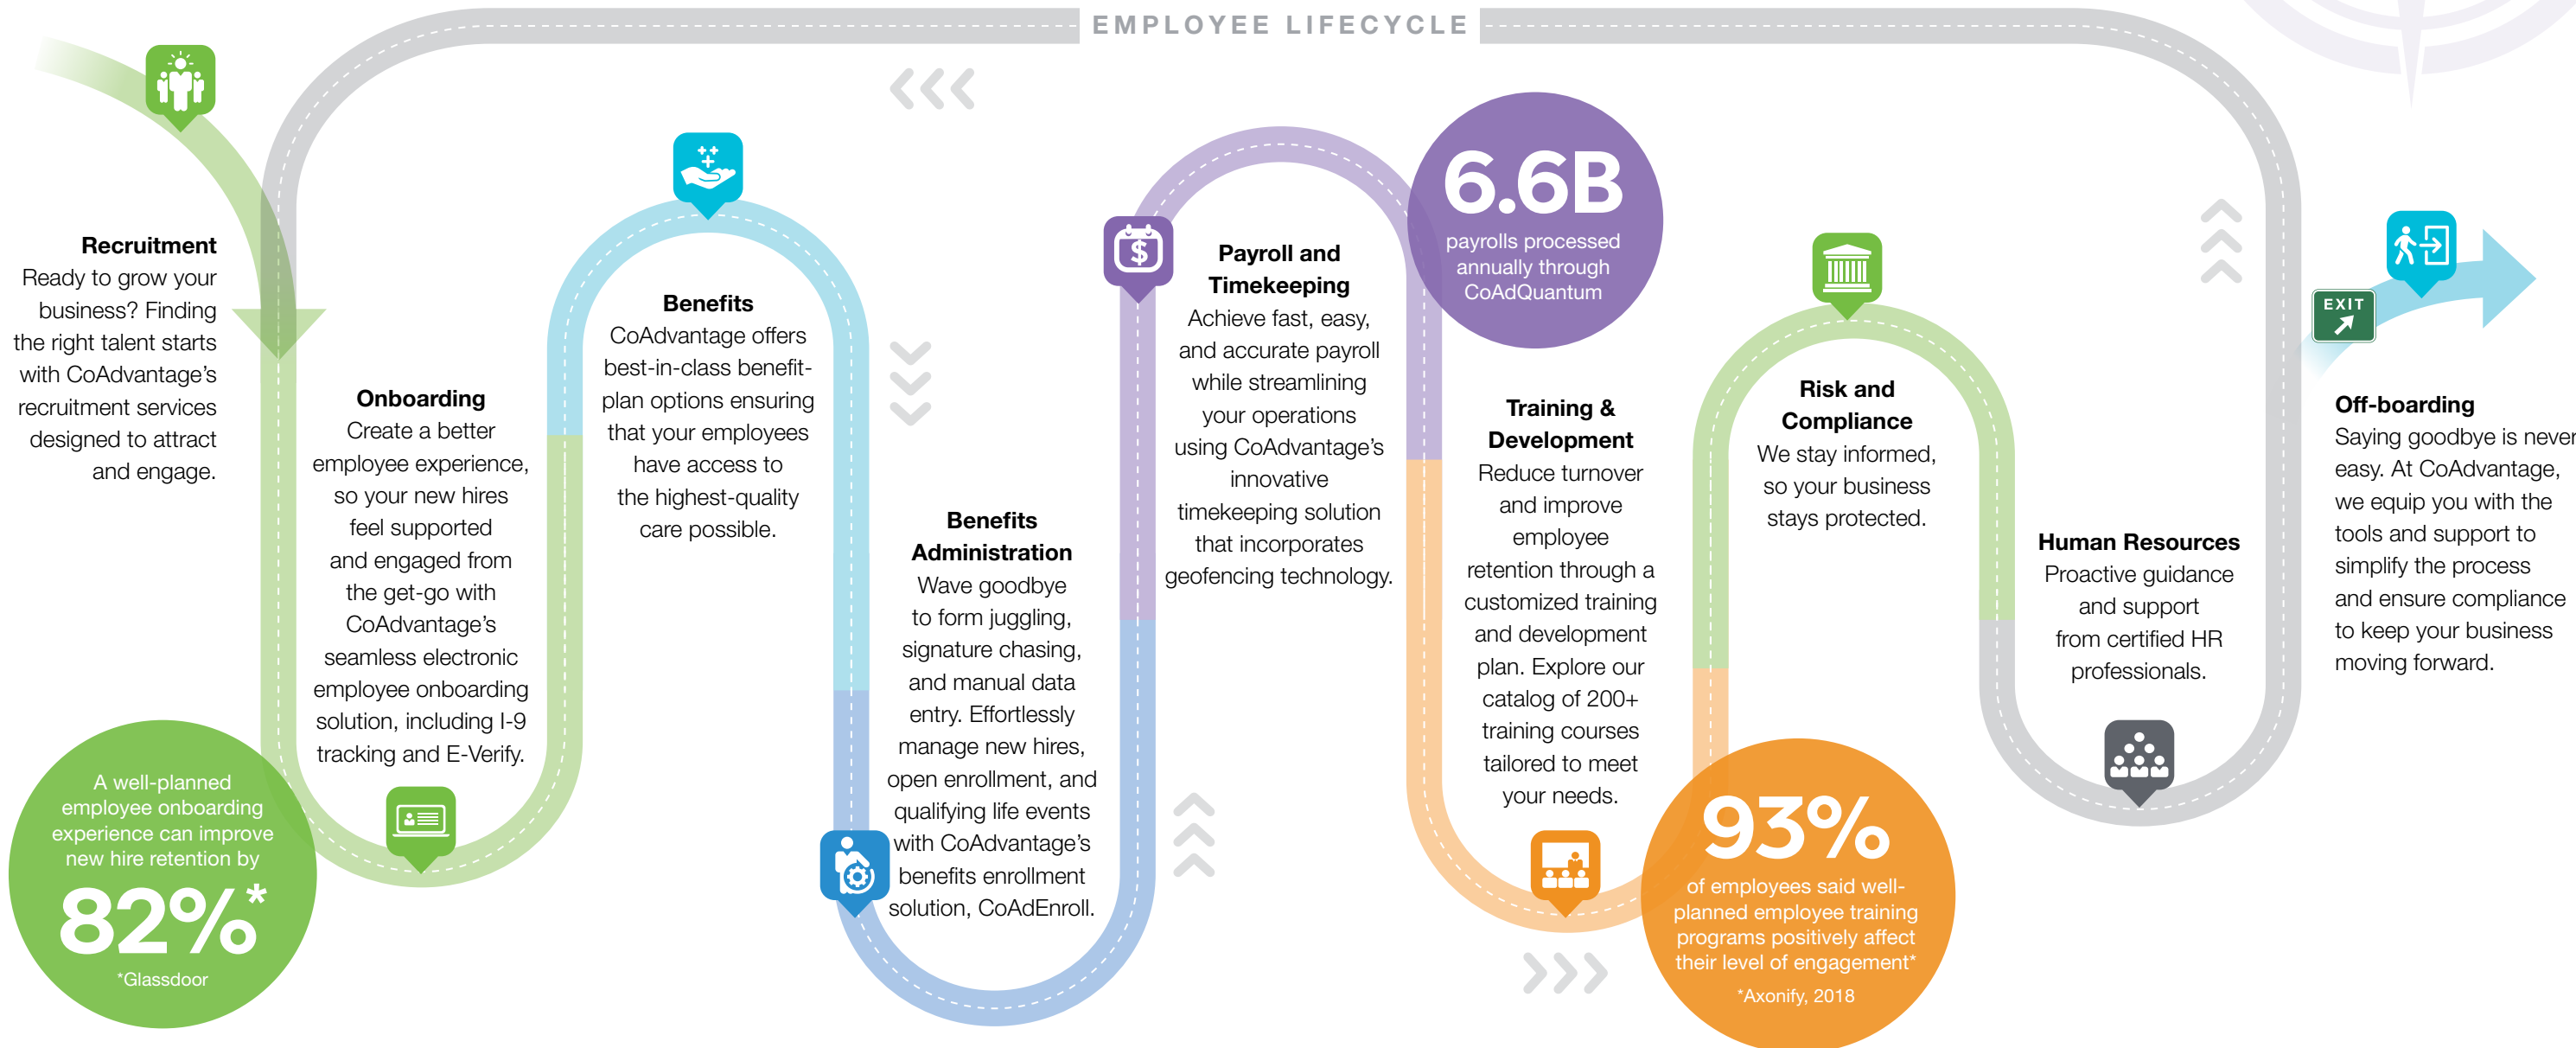 EMPLOYEE LIFECYCLE
Recruitment
Ready to grow your
business? Finding
the right talent starts
with CoAdvantage's
recruitment services
designed to attract
and engage.
A well-planned
employee onboarding
experience can improve
new hire retention by
82%*
*Glassdoor
Onboarding
Create a better
employee experience,
so your new hires
feel supported
and engaged from
the get-go with
CoAdvantage's
seamless electronic
employee onboarding
solution, including I-9
tracking and E-Verify.
Benefits
CoAdvantage offers
best-in-class benefit-
plan options ensuring
that your employees
have access to
the highest-quality
care possible.
Benefits
Administration
Wave goodbye
to form juggling,
signature chasing,
and manual data
entry. Effortlessly
manage new hires,
open enrollment, and
qualifying life events
with CoAdvantage's
benefits enrollment
solution, CoAdEnroll.
$
Payroll and
Timekeeping
Achieve fast, easy,
and accurate payroll
while streamlining
your operations
using CoAdvantage's
innovative
timekeeping solution
that incorporates
geofencing technology.
6.6B
payrolls processed
annually through
CoAdQuantum
Training &
Development
Reduce turnover
and improve
employee
retention through a
customized training
and development
plan. Explore our
catalog of 200+
training courses
tailored to meet
your needs.
93%
of employees said well-
planned employee training
programs positively affect
their level of engagement*
*Axonify, 2018
Risk and
Compliance
We stay informed,
so your business
stays protected.
Human Resources
Proactive guidance
and support
from certified HR
professionals.
EXIT
Off-boarding
Saying goodbye is never
easy. At CoAdvantage,
we equip you with the
tools and support to
simplify the process
and ensure compliance
to keep your business
moving forward.